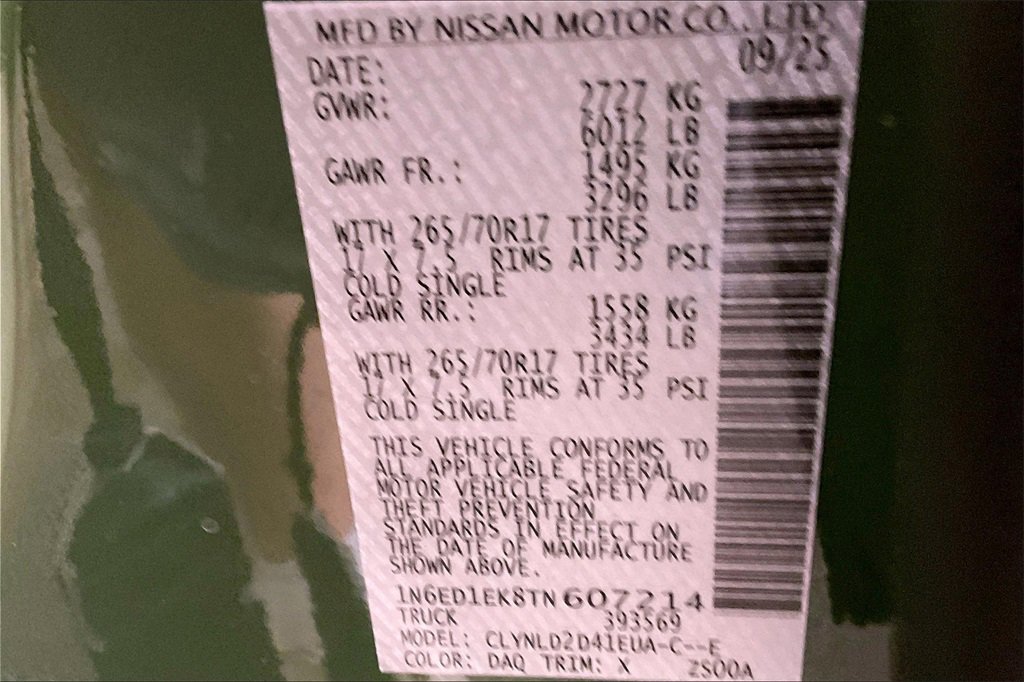 MFD BY NISSAN MOTOR CO., LTD.
DATE: 09/25
GVWR: 2727 KG
6012 LB
GAWR FR.: 1495 KG
3296 LB
WITH 265/70R17 TIRES
17 X 7.5 RIMS AT 35 PSI
COLD SINGLE
GAWR RR.: 1558 KG
3434 LB
WITH 265/70R17 TIRES
17 X 7.5 RIMS AT 35 PSI
COLD SINGLE
THIS VEHICLE CONFORMS TO
ALL APPLICABLE FEDERAL
MOTOR VEHICLE SAFETY AND
THEFT PREVENTION
STANDARDS IN EFFECT ON
THE DATE OF MANUFACTURE
SHOWN ABOVE.
1N6ED1EK8TN607214
TRUCK 393569
MODEL: CLYNLD2D41EUA-C--E
COLOR: DAQ TRIM: X 2S00A